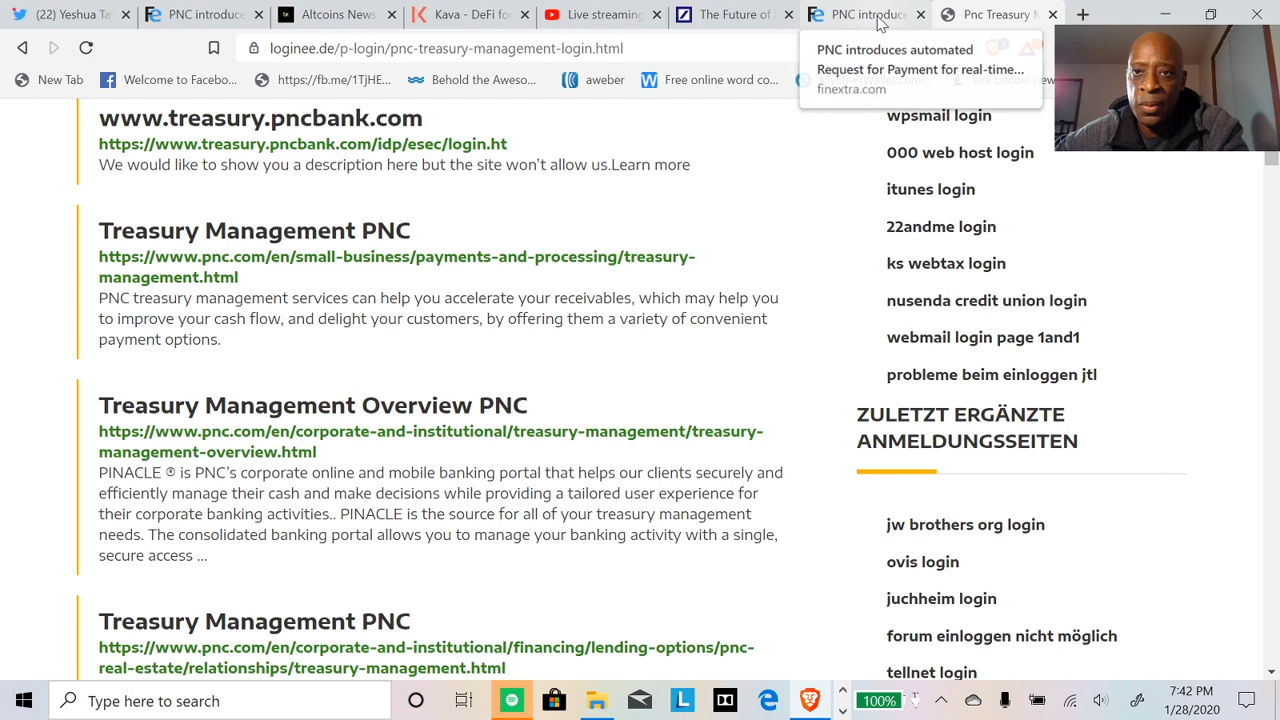 (22) Yeshua Ta
PNC introduce
Altcoins News
Kava - DeFi fo
Live streaming
The Future of
PNC introduc
Pnc Treasury M
loginee.de/p-login/pnc-treasury-management-login.html
New Tab
Welcome to Facebo...
https://fb.me/1TjHE...
Behold the Aweso...
aweber
Free online word co...
PNC introduces automated
Request for Payment for real-time...
finextra.com
www.treasury.pncbank.com
https://www.treasury.pncbank.com/idp/esec/login.ht
We would like to show you a description here but the site won't allow us.Learn more
Treasury Management PNC
https://www.pnc.com/en/small-business/payments-and-processing/treasury-
management.html
PNC treasury management services can help you accelerate your receivables, which may help you
to improve your cash flow, and delight your customers, by offering them a variety of convenient
payment options.
Treasury Management Overview PNC
https://www.pnc.com/en/corporate-and-institutional/treasury-management/treasury-
management-overview.html
PINACLE ® is PNC's corporate online and mobile banking portal that helps our clients securely and
efficiently manage their cash and make decisions while providing a tailored user experience for
their corporate banking activities.. PINACLE is the source for all of your treasury management
needs. The consolidated banking portal allows you to manage your banking activity with a single,
secure access ...
Treasury Management PNC
https://www.pnc.com/en/corporate-and-institutional/financing/lending-options/pnc-
real-estate/relationships/treasury-management.html
wpsmail login
000 web host login
itunes login
22andme login
ks webtax login
nusenda credit union login
webmail login page 1and1
probleme beim einloggen jtl
ZULETZT ERGÄNZTE
ANMELDUNGSSEITEN
jw brothers org login
ovis login
juchheim login
forum einloggen nicht möglich
tellnet login
Type here to search
100%
7:42 PM
1/28/2020